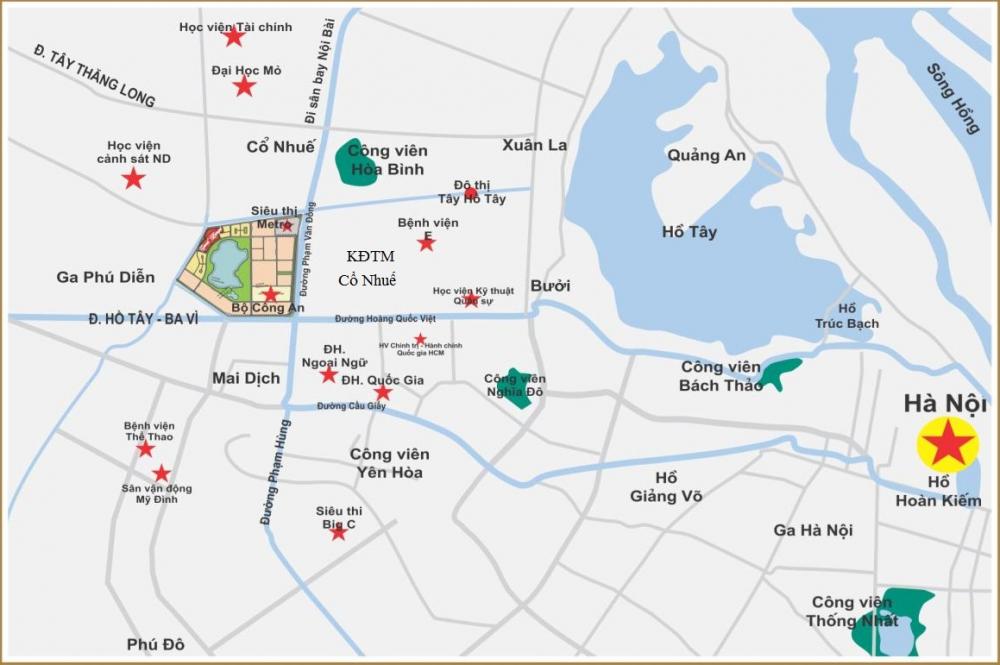 Học viện Tài chính
Đ. TÂY THĂNG LONG
Đại Học Mỏ
Đi sân bay Nội Bài
Sông Hồng
Học viện
cảnh sát ND
Cổ Nhuế
Công viên
Hòa Bình
Xuân La
Quảng An
Đô thị
Tây Hồ Tây
Siêu thị
Metro
Đường Phạm Văn Đồng
Bệnh viện
E
Hồ Tây
KĐTM
Cổ Nhuế
Ga Phú Diễn
Bộ Công An
Học viện Kỹ thuật
Quân sự
Bưởi
Đ. HỒ TÂY - BA VÌ
Đường Hoàng Quốc Việt
Hồ
Trúc Bạch
HV Chính trị - Hành chính
Quốc gia HCM
ĐH.
Ngoại Ngữ
Mai Dịch
ĐH. Quốc Gia
Công viên
Nghĩa Đô
Công viên
Bách Thảo
Đường Cầu Giấy
Hà Nội
Bệnh viện
Thể Thao
Đường Phạm Hùng
Công viên
Yên Hòa
Sân vận động
Mỹ Đình
Hồ
Giảng Võ
Hồ
Hoàn Kiếm
Siêu thi
Big C
Ga Hà Nội
Công viên
Thống Nhất
Phú Đô